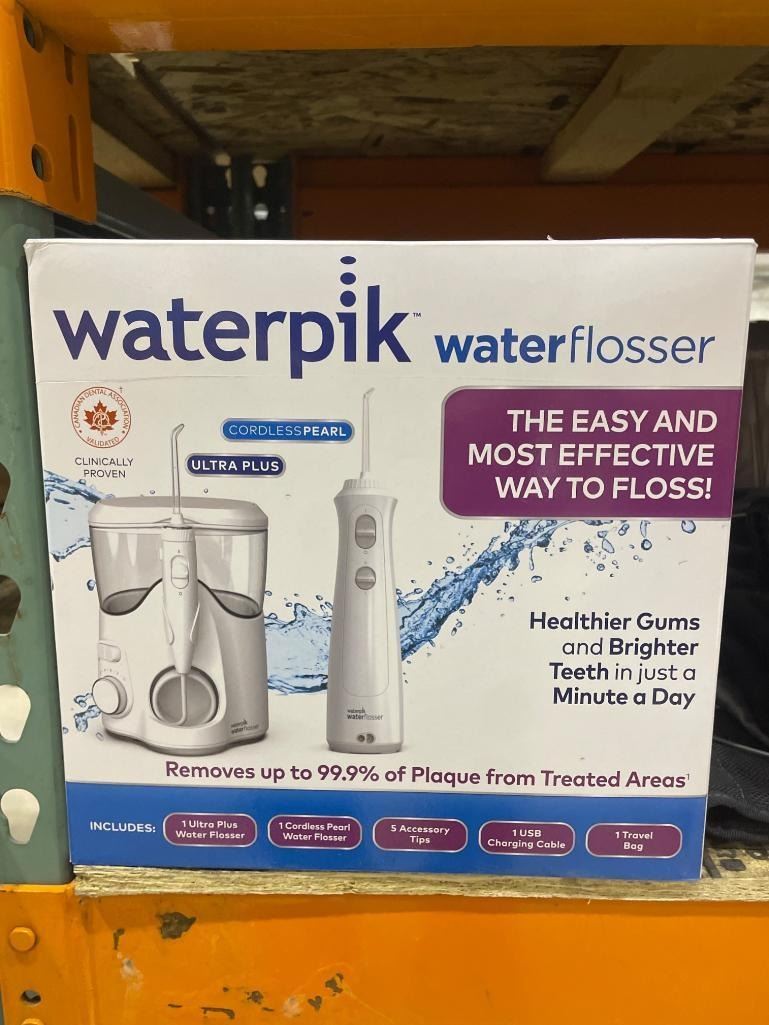 waterpik™ waterflosser
CANADIAN DENTAL ASSOCIATION
VALIDATED
†
CLINICALLY
PROVEN
CORDLESSPEARL
ULTRA PLUS
THE EASY AND
MOST EFFECTIVE
WAY TO FLOSS!
Healthier Gums
and Brighter
Teeth in just a
Minute a Day
waterpik
waterflosser
waterpik
waterflosser
Removes up to 99.9% of Plaque from Treated Areas¹
INCLUDES:
1 Ultra Plus
Water Flosser
1 Cordless Pearl
Water Flosser
5 Accessory
Tips
1 USB
Charging Cable
1 Travel
Bag